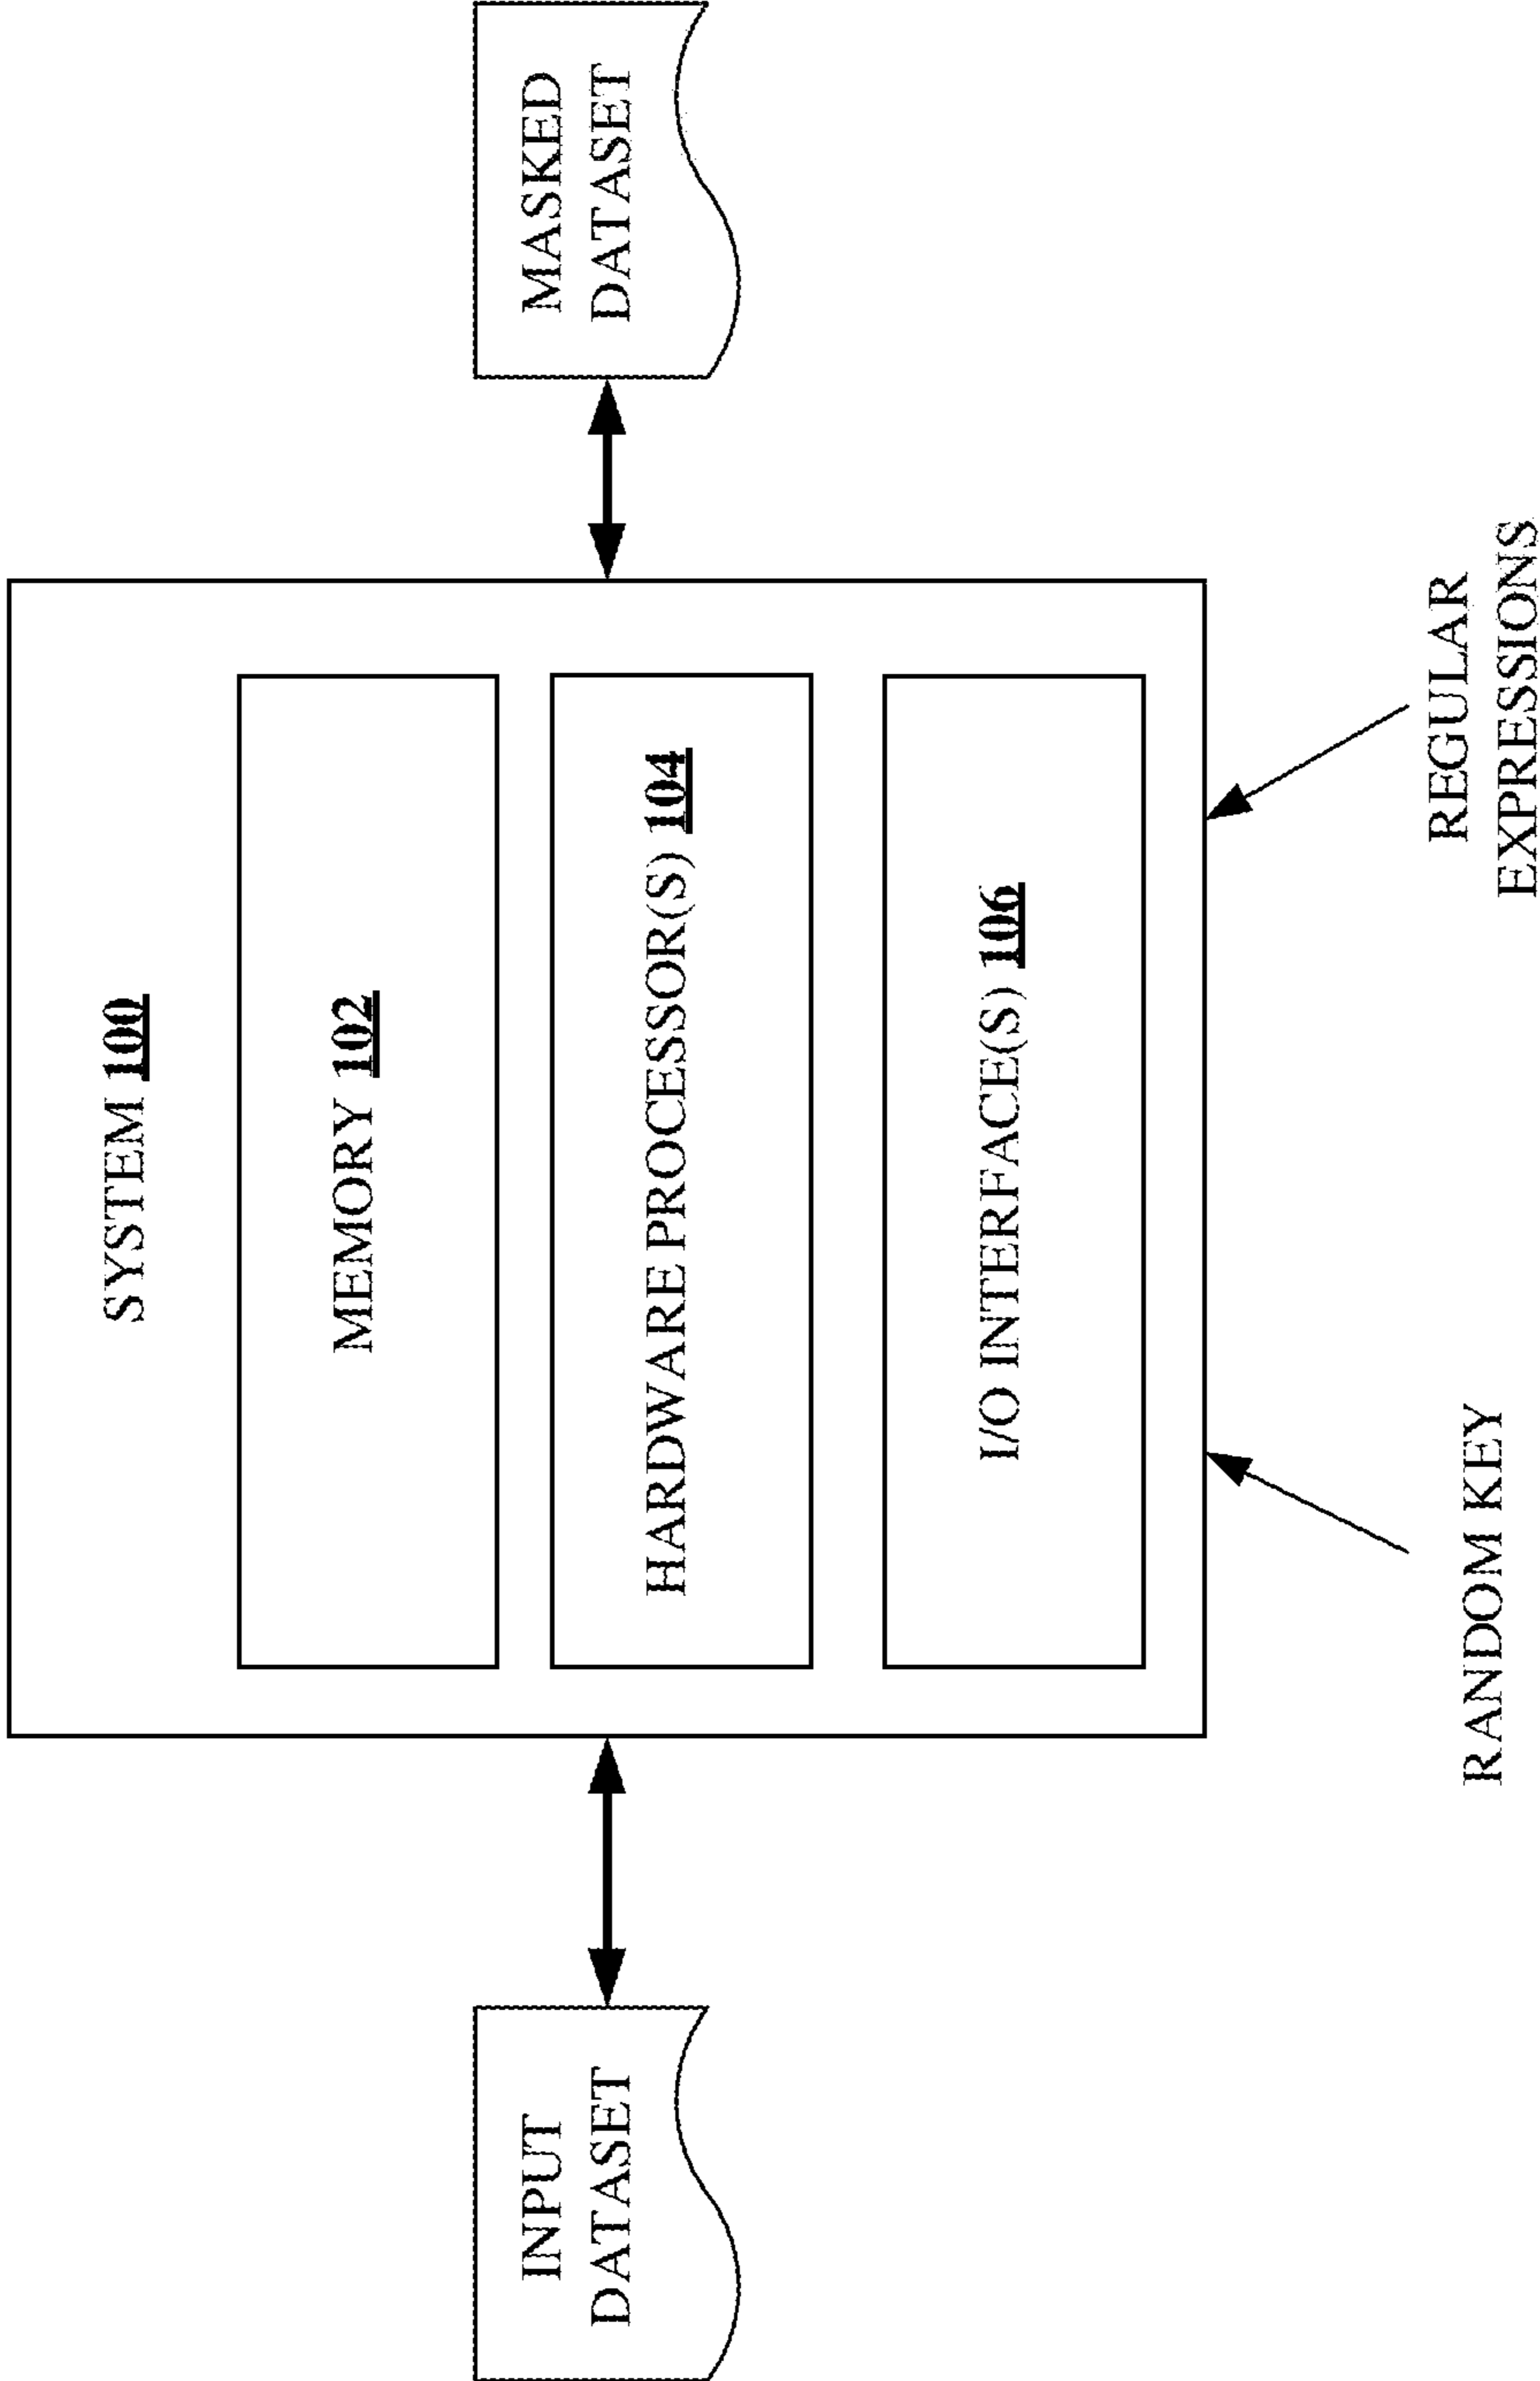 SYSTEM 100
MEMORY 102
HARDWARE PROCESSOR(S) 104
I/O INTERFACE(S) 106
INPUT
DATASET
MASKED
DATASET
RANDOM KEY
REGULAR
EXPRESSIONS